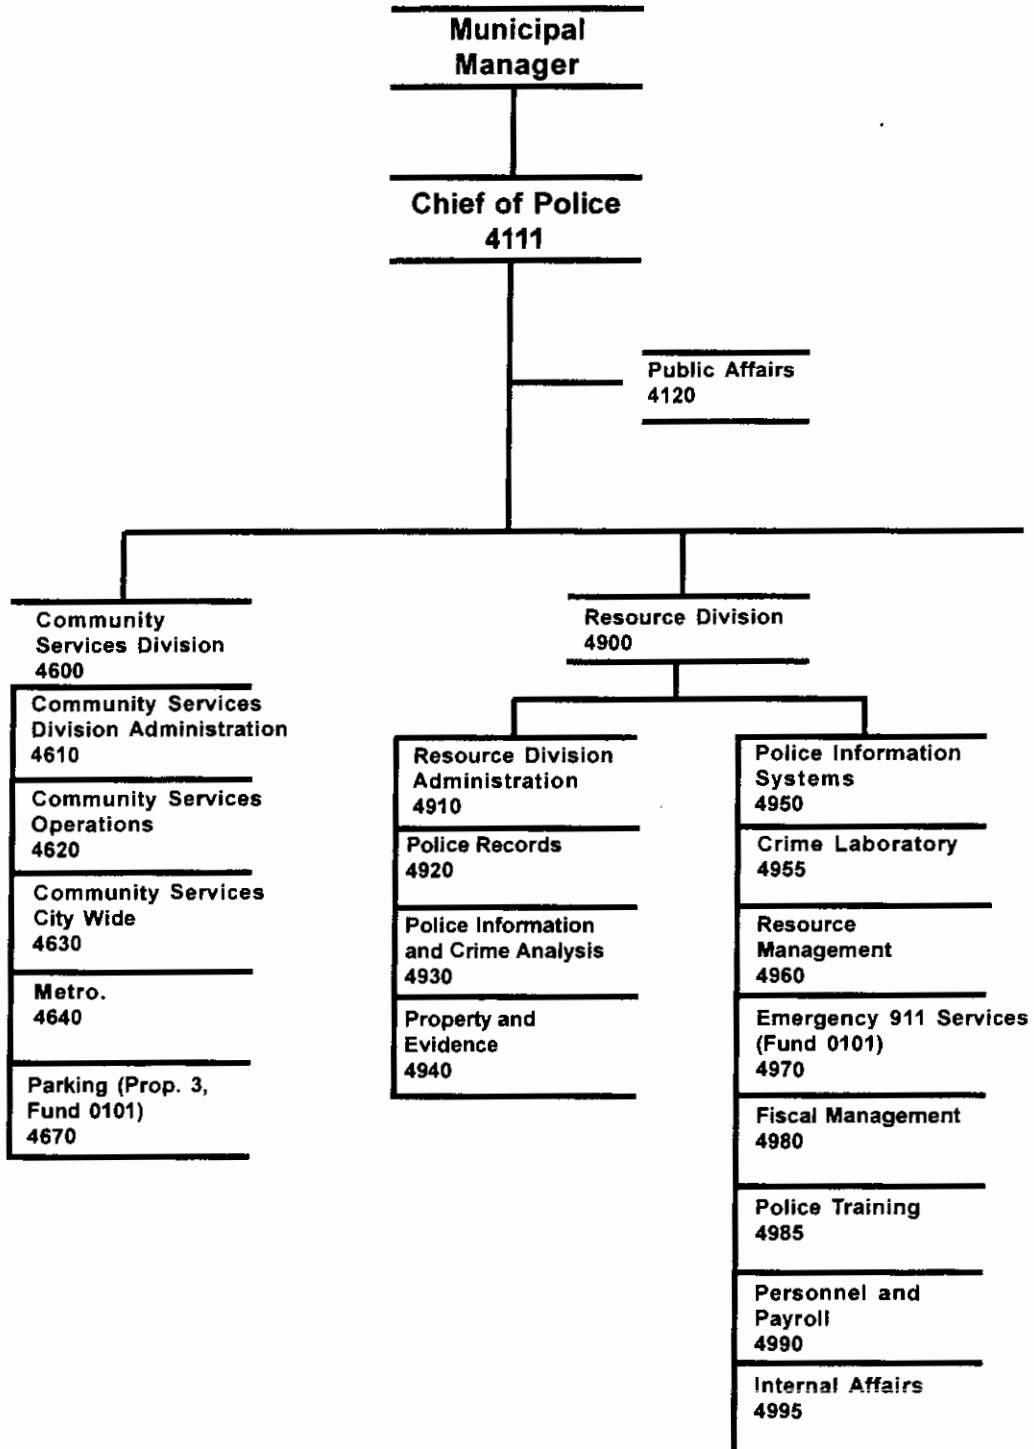 Municipal
Manager
Chief of Police
4111
Public Affairs
4120
Community
Services Division
4600
Community Services
Division Administration
4610
Community Services
Operations
4620
Community Services
City Wide
4630
Metro.
4640
Parking (Prop. 3,
Fund 0101)
4670
Resource Division
4900
Resource Division
Administration
4910
Police Records
4920
Police Information
and Crime Analysis
4930
Property and
Evidence
4940
Police Information
Systems
4950
Crime Laboratory
4955
Resource
Management
4960
Emergency 911 Services
(Fund 0101)
4970
Fiscal Management
4980
Police Training
4985
Personnel and
Payroll
4990
Internal Affairs
4995